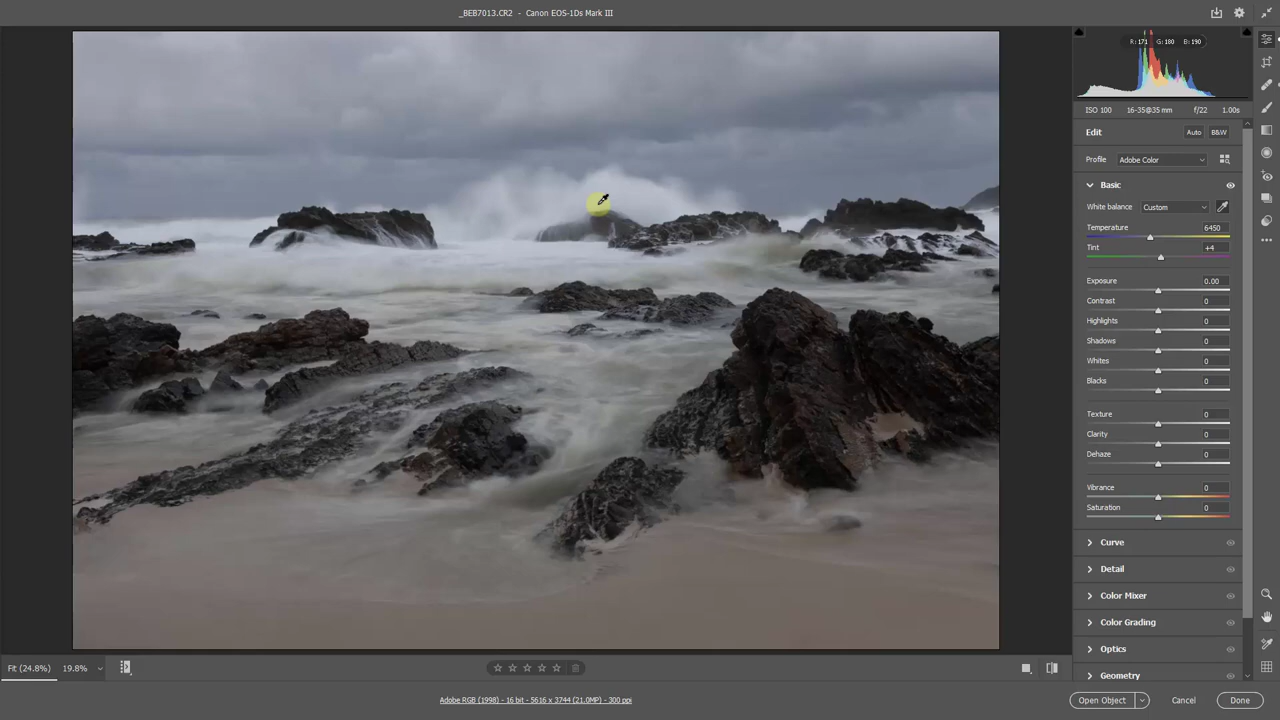 _BEB7013.CR2 - Canon EOS-1Ds Mark III
R: 171 G: 180 B: 190
ISO 100 16-35@35 mm f/22 1.00s
Edit Auto B&W
Profile Adobe Color
Basic
White balance Custom
Temperature 6450
Tint +4
Exposure 0.00
Contrast 0
Highlights 0
Shadows 0
Whites 0
Blacks 0
Texture 0
Clarity 0
Dehaze 0
Vibrance 0
Saturation 0
Curve
Detail
Color Mixer
Color Grading
Optics
Geometry
Fit (24.8%) 19.8%
Adobe RGB (1998) - 16 bit - 5616 x 3744 (21.0MP) - 300 ppi
Open Object Cancel Done